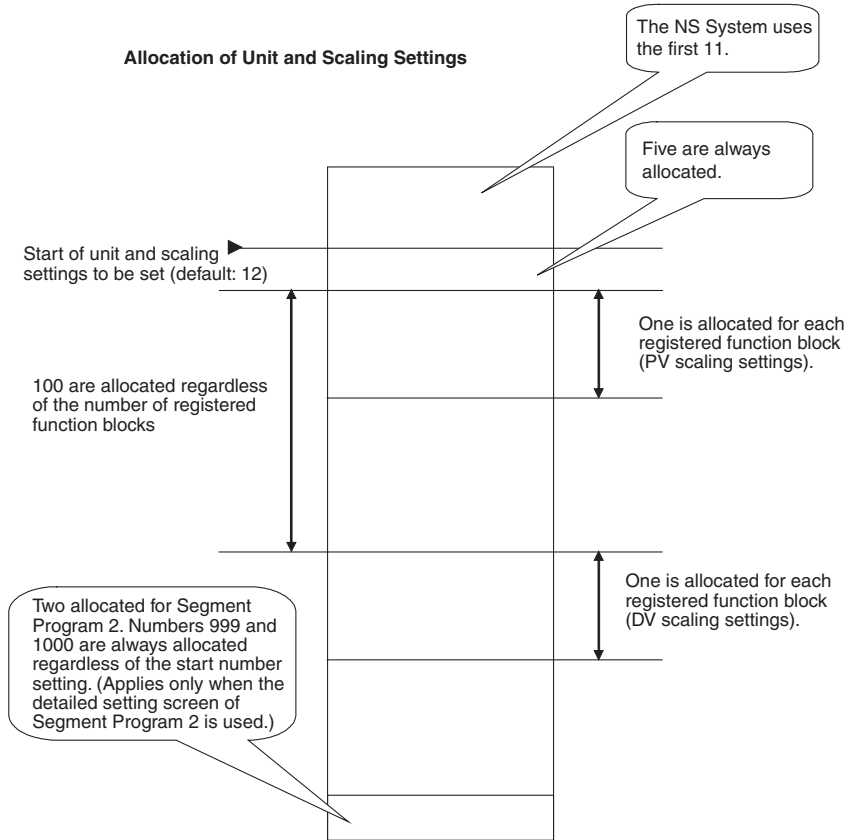 Allocation of Unit and Scaling Settings
The NS System uses
the first 11.
Five are always
allocated.
Start of unit and scaling
settings to be set (default: 12)
One is allocated for each
registered function block
(PV scaling settings).
100 are allocated regardless
of the number of registered
function blocks
One is allocated for each
registered function block
(DV scaling settings).
Two allocated for Segment
Program 2. Numbers 999 and
1000 are always allocated
regardless of the start number
setting. (Applies only when the
detailed setting screen of
Segment Program 2 is used.)